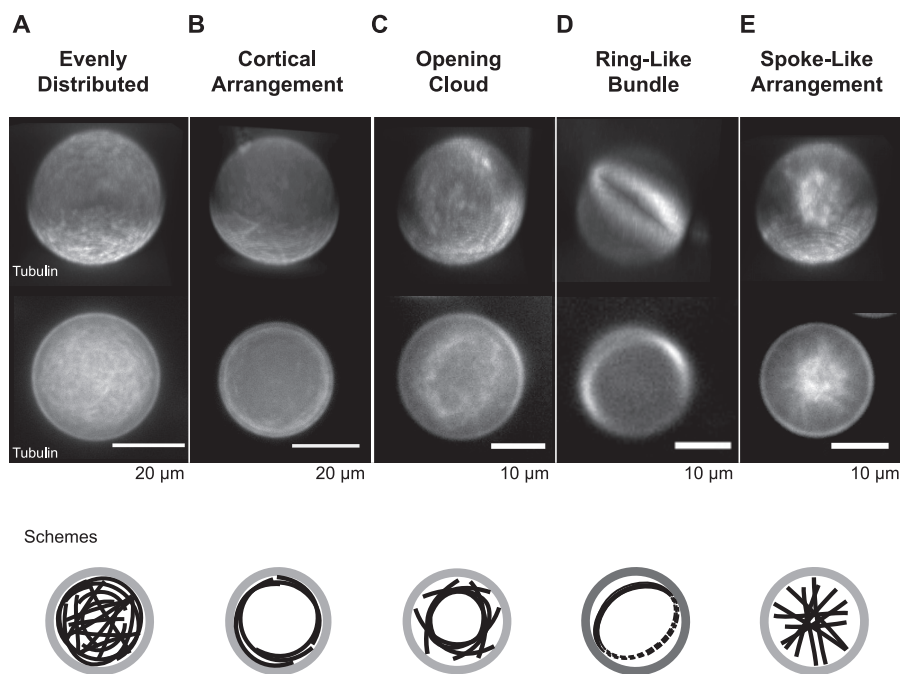 A
B
C
D
E
Evenly
Distributed
Cortical
Arrangement
Opening
Cloud
Ring-Like
Bundle
Spoke-Like
Arrangement
Tubulin
Tubulin
20 µm
20 µm
10 µm
10 µm
10 µm
Schemes